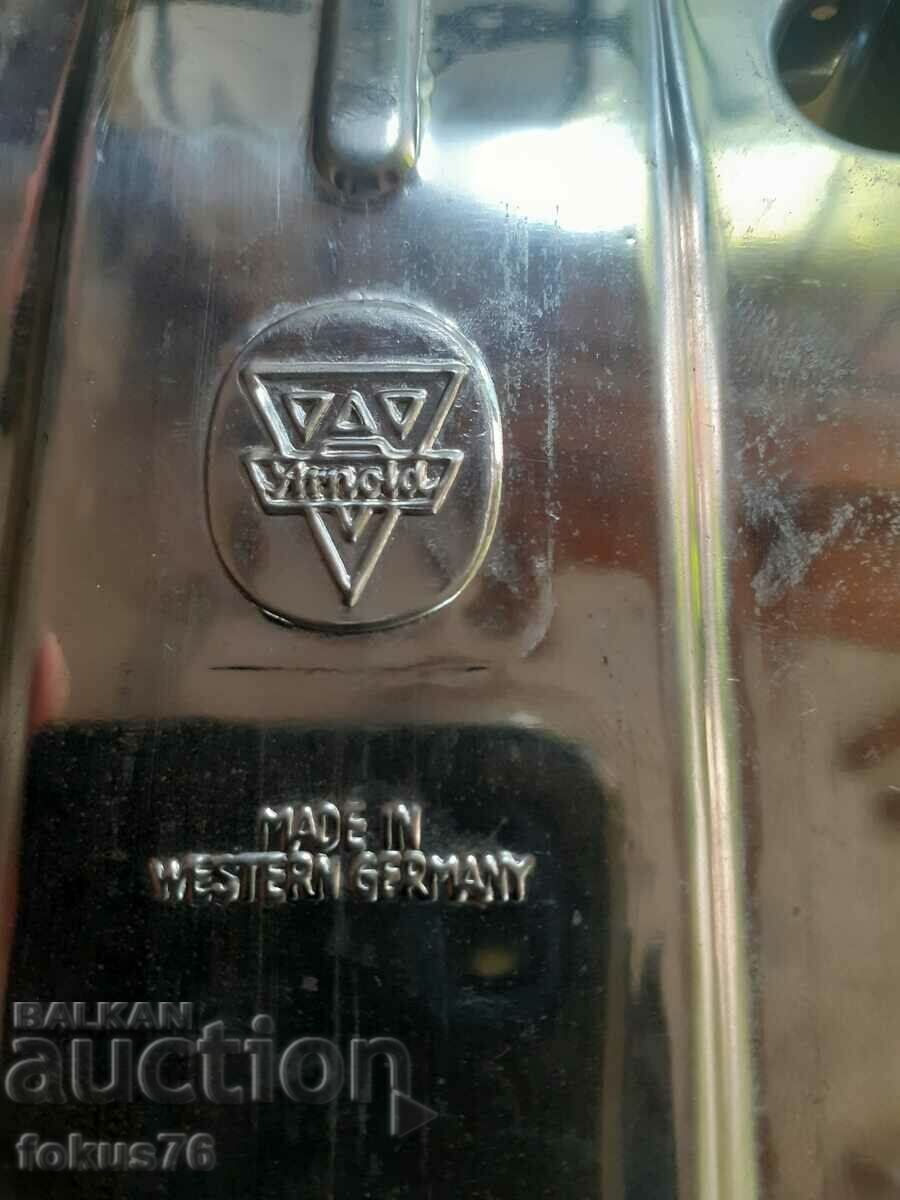 Arnold
MADE IN
WESTERN GERMANY
BALKAN
auction
fokus76